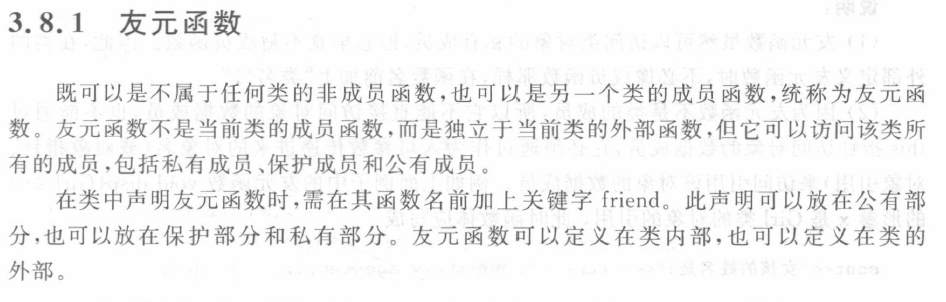 3.8.1 友元函数
既可以是不属于任何类的非成员函数,也可以是另一个类的成员函数,统称为友元函
数。友元函数不是当前类的成员函数,而是独立于当前类的外部函数,但它可以访问该类所
有的成员,包括私有成员、保护成员和公有成员。
在类中声明友元函数时,需在其函数名前加上关键字 friend。此声明可以放在公有部
分,也可以放在保护部分和私有部分。友元函数可以定义在类内部,也可以定义在类的
外部。